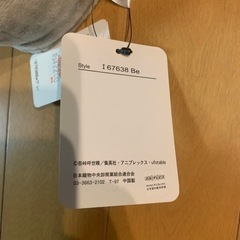 Style I 67638 Be
©吾峠呼世晴／集英社・アニプレックス・ufotable
日本織物中央卸商業組合連合会
03-3663-2102 T-97 中国製